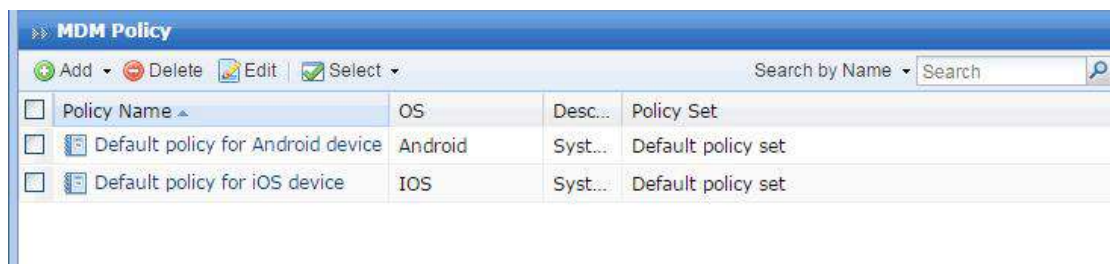 MDM Policy
Add Delete Edit Select Search by Name Search
Policy Name OS Desc... Policy Set
Default policy for Android device Android Syst... Default policy set
Default policy for iOS device IOS Syst... Default policy set